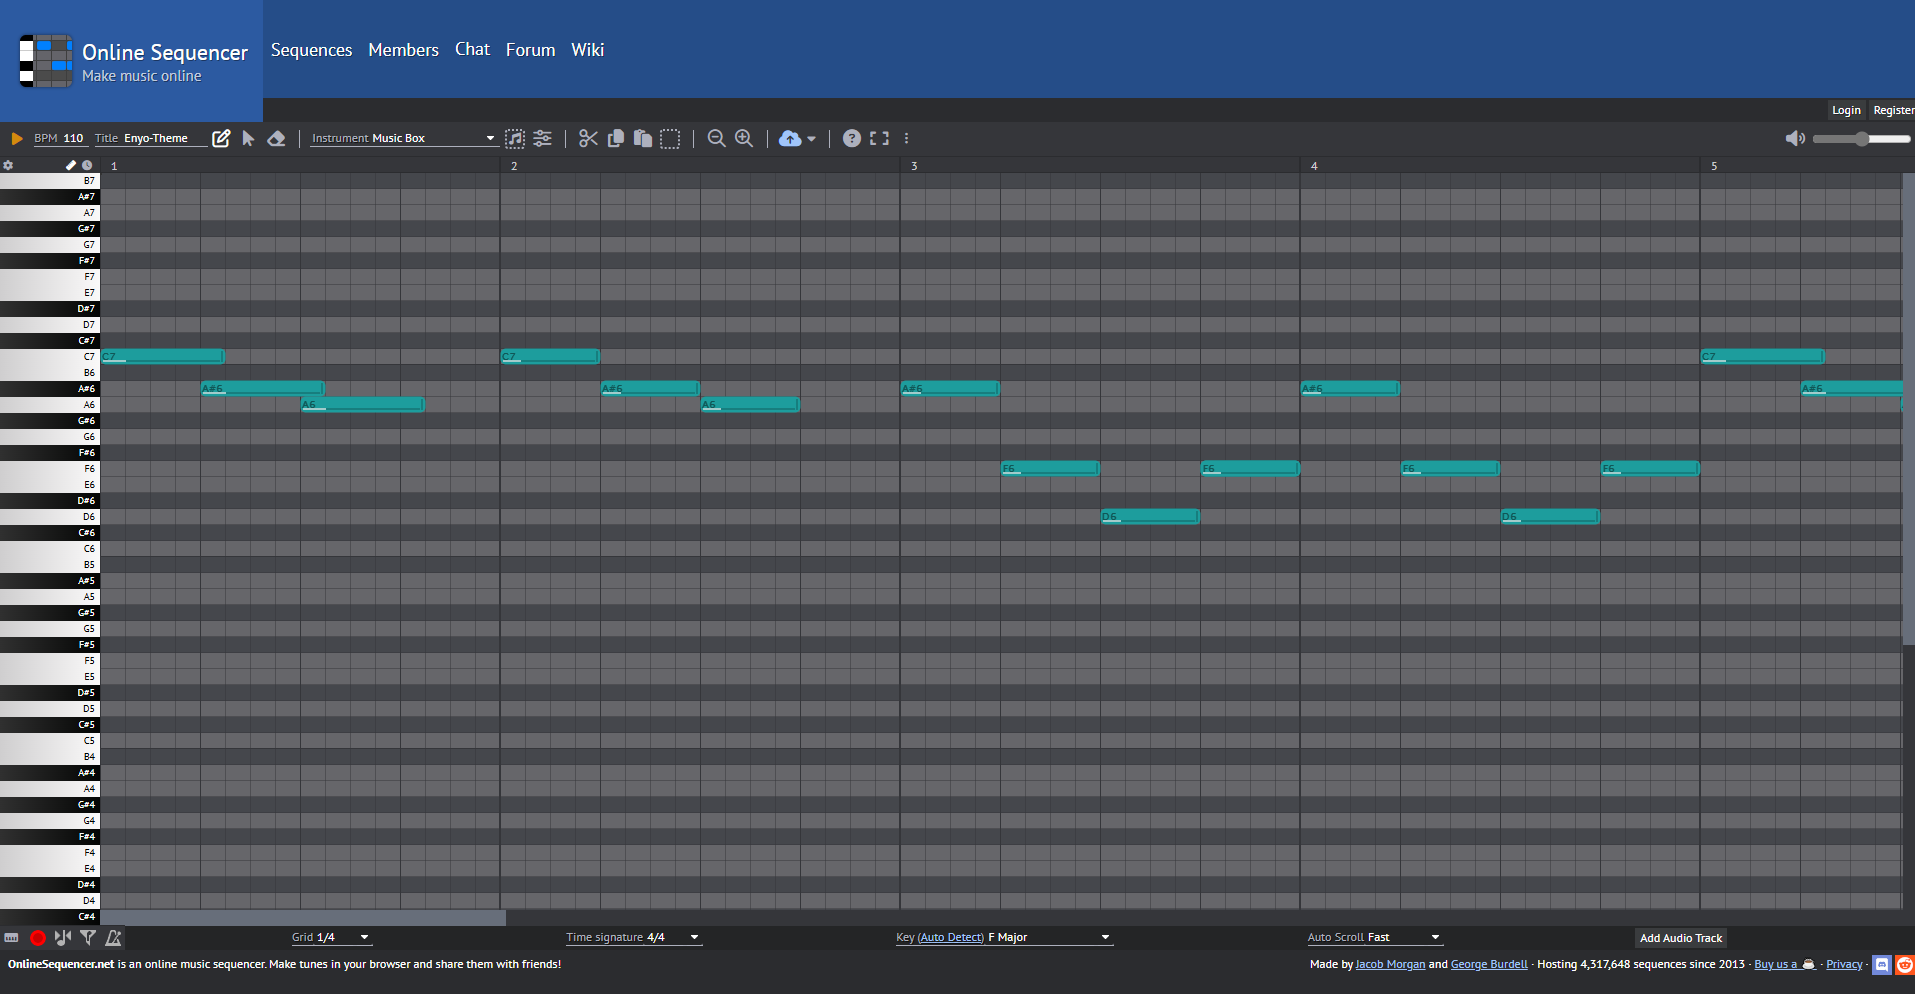 Online Sequencer
Make music online
Sequences Members Chat Forum Wiki
Login Register
BPM 110 Title Enyo-Theme Instrument Music Box
1 2 3 4 5
B7
A#7
A7
G#7
G7
F#7
F7
E7
D#7
D7
C#7
C7 C7 C7 C7
B6
A#6 A#6 A#6 A#6 A#6 A#6
A6 A6 A6
G#6
G6
F#6
F6 F6 F6 F6 F6
E6
D#6
D6 D6 D6
C#6
C6
B5
A#5
A5
G#5
G5
F#5
F5
E5
D#5
D5
C#5
C5
B4
A#4
A4
G#4
G4
F#4
F4
E4
D#4
D4
C#4
Grid 1/4 Time signature 4/4 Key (Auto Detect) F Major Auto Scroll Fast Add Audio Track
OnlineSequencer.net is an online music sequencer. Make tunes in your browser and share them with friends! Made by Jacob Morgan and George Burdell · Hosting 4,317,648 sequences since 2013 · Buy us a · Privacy ·